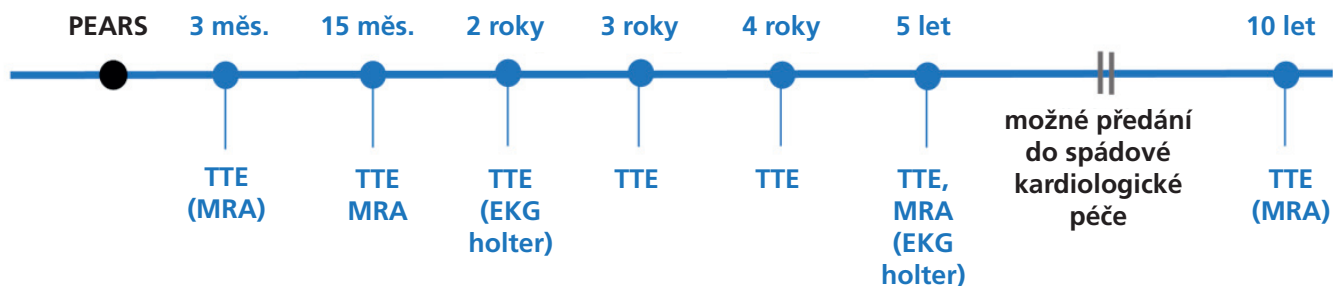 PEARS
3 měs.
15 měs.
2 roky
3 roky
4 roky
5 let
10 let
TTE
(MRA)
TTE
MRA
TTE
(EKG
holter)
TTE
TTE
TTE,
MRA
(EKG
holter)
možné předání
do spádové
kardiologické
péče
TTE
(MRA)